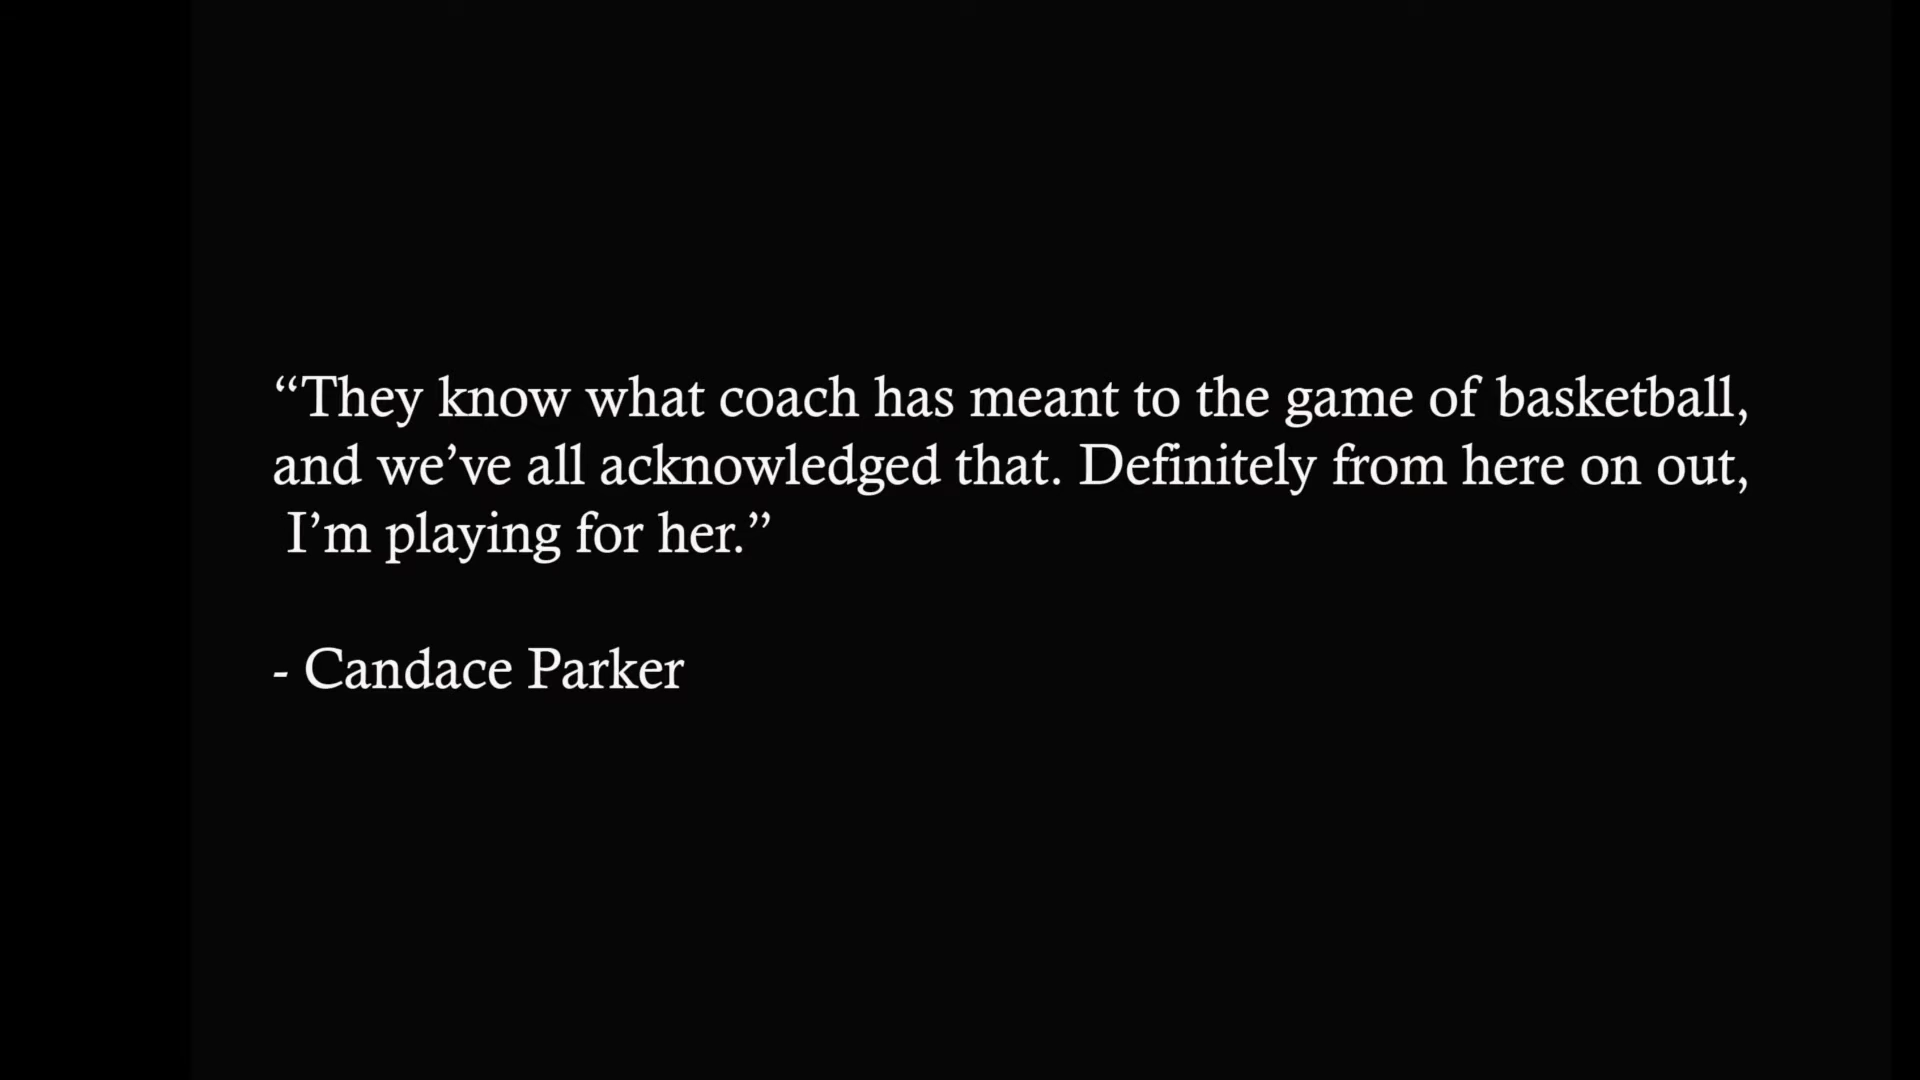 “They know what coach has meant to the game of basketball,
and we’ve all acknowledged that. Definitely from here on out,
I’m playing for her.”
- Candace Parker